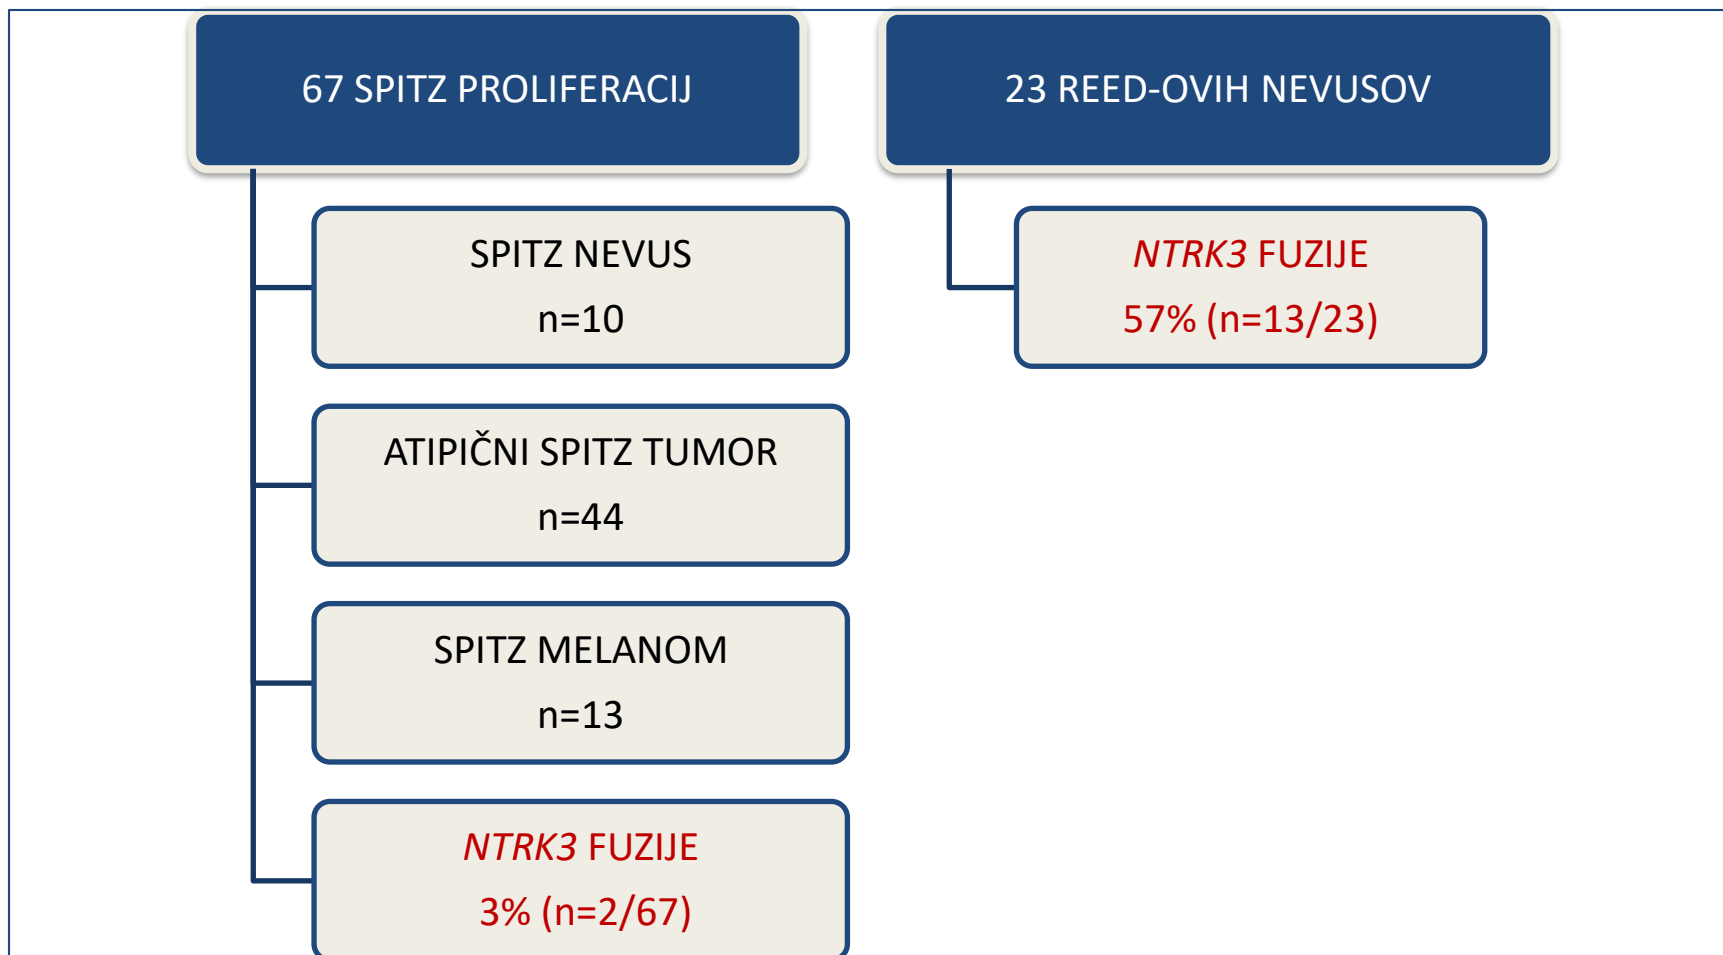 67 SPITZ PROLIFERACIJ
SPITZ NEVUS
n=10
ATIPIČNI SPITZ TUMOR
n=44
SPITZ MELANOM
n=13
NTRK3 FUZIJE
3% (n=2/67)
23 REED-OVIH NEVUSOV
NTRK3 FUZIJE
57% (n=13/23)